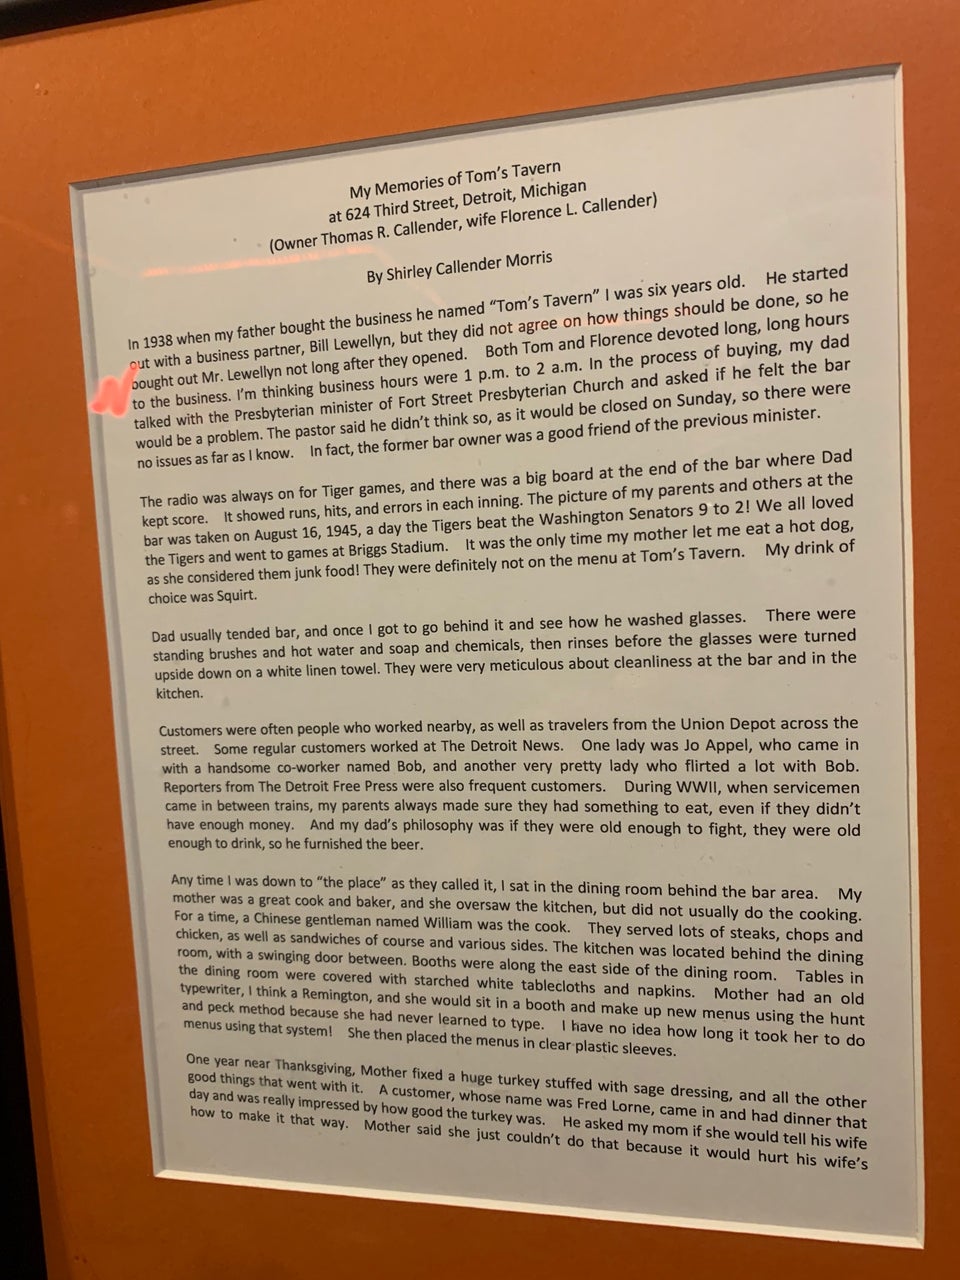 My Memories of Tom's Tavern
at 624 Third Street, Detroit, Michigan
(Owner Thomas R. Callender, wife Florence L. Callender)
By Shirley Callender Morris
In 1938 when my father bought the business he named "Tom's Tavern" I was six years old. He started
out with a business partner, Bill Lewellyn, but they did not agree on how things should be done, so he
bought out Mr. Lewellyn not long after they opened. Both Tom and Florence devoted long, long hours
to the business. I'm thinking business hours were 1 p.m. to 2 a.m. In the process of buying, my dad
talked with the Presbyterian minister of Fort Street Presbyterian Church and asked if he felt the bar
would be a problem. The pastor said he didn't think so, as it would be closed on Sunday, so there were
no issues as far as I know. In fact, the former bar owner was a good friend of the previous minister.
The radio was always on for Tiger games, and there was a big board at the end of the bar where Dad
kept score. It showed runs, hits, and errors in each inning. The picture of my parents and others at the
bar was taken on August 16, 1945, a day the Tigers beat the Washington Senators 9 to 2! We all loved
the Tigers and went to games at Briggs Stadium. It was the only time my mother let me eat a hot dog,
as she considered them junk food! They were definitely not on the menu at Tom's Tavern. My drink of
choice was Squirt.
Dad usually tended bar, and once I got to go behind it and see how he washed glasses. There were
standing brushes and hot water and soap and chemicals, then rinses before the glasses were turned
upside down on a white linen towel. They were very meticulous about cleanliness at the bar and in the
kitchen.
Customers were often people who worked nearby, as well as travelers from the Union Depot across the
street. Some regular customers worked at The Detroit News. One lady was Jo Appel, who came in
with a handsome co-worker named Bob, and another very pretty lady who flirted a lot with Bob.
Reporters from The Detroit Free Press were also frequent customers. During WWII, when servicemen
came in between trains, my parents always made sure they had something to eat, even if they didn't
have enough money. And my dad's philosophy was if they were old enough to fight, they were old
enough to drink, so he furnished the beer.
Any time I was down to "the place" as they called it, I sat in the dining room behind the bar area. My
mother was a great cook and baker, and she oversaw the kitchen, but did not usually do the cooking.
For a time, a Chinese gentleman named William was the cook. They served lots of steaks, chops and
chicken, as well as sandwiches of course and various sides. The kitchen was located behind the dining
room, with a swinging door between. Booths were along the east side of the dining room. Tables in
the dining room were covered with starched white tablecloths and napkins. Mother had an old
typewriter, I think a Remington, and she would sit in a booth and make up new menus using the hunt
and peck method because she had never learned to type. I have no idea how long it took her to do
menus using that system! She then placed the menus in clear plastic sleeves.
One year near Thanksgiving, Mother fixed a huge turkey stuffed with sage dressing, and all the other
good things that went with it. A customer, whose name was Fred Lorne, came in and had dinner that
day and was really impressed by how good the turkey was. He asked my mom if she would tell his wife
how to make it that way. Mother said she just couldn't do that because it would hurt his wife's